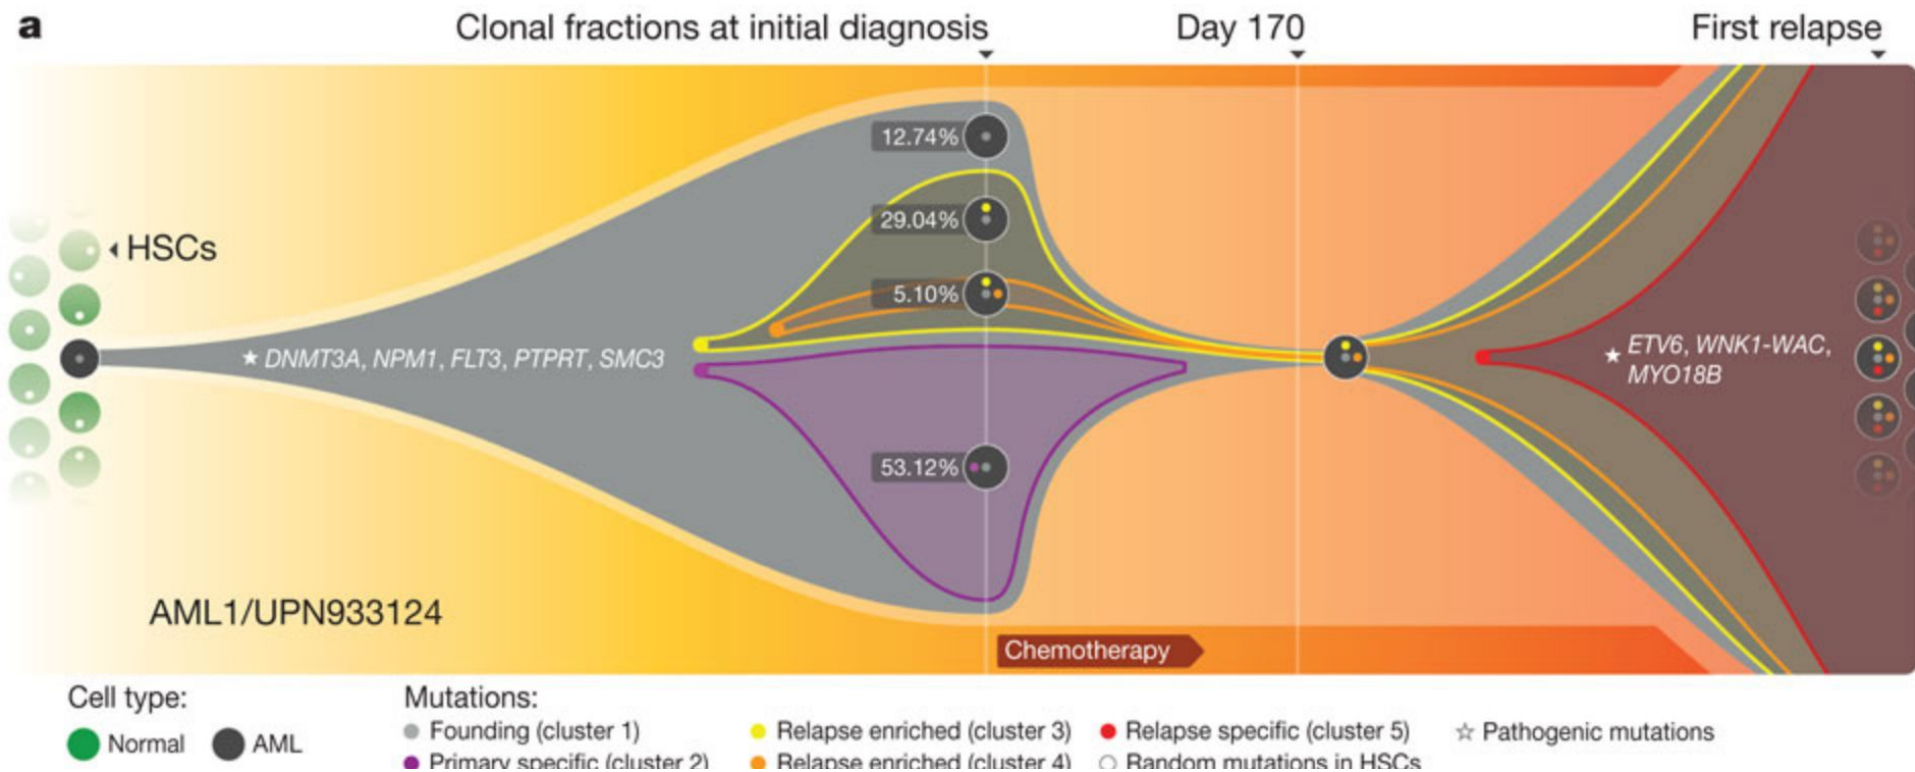 a
Clonal fractions at initial diagnosis
Day 170
First relapse
12.74%
29.04%
HSCs
5.10%
DNMT3A, NPM1, FLT3, PTPRT, SMC3
ETV6, WNK1-WAC,
MYO18B
53.12%
AML1/UPN933124
Chemotherapy
Cell type:
Normal
AML
Mutations:
Founding (cluster 1)
Primary specific (cluster 2)
Relapse enriched (cluster 3)
Relapse enriched (cluster 4)
Relapse specific (cluster 5)
Random mutations in HSCs
Pathogenic mutations